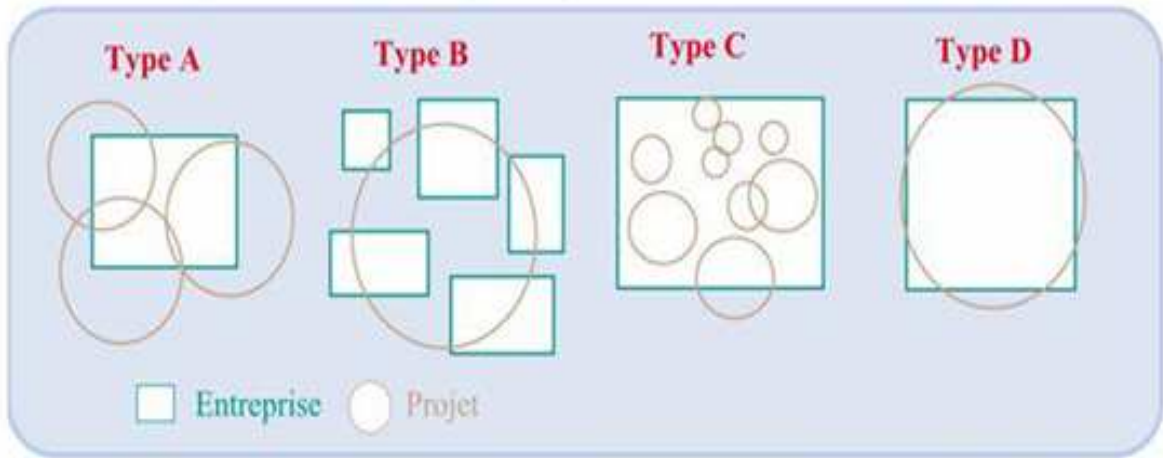 Type A
Type B
Type C
Type D
Entreprise
Projet